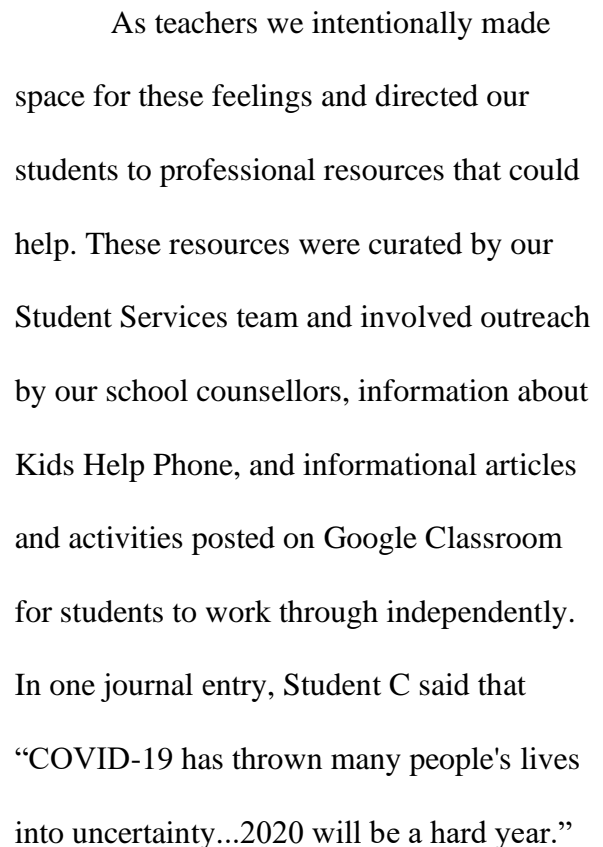 As teachers we intentionally made
space for these feelings and directed our
students to professional resources that could
help. These resources were curated by our
Student Services team and involved outreach
by our school counsellors, information about
Kids Help Phone, and informational articles
and activities posted on Google Classroom
for students to work through independently.
In one journal entry, Student C said that
“COVID-19 has thrown many people's lives
into uncertainty...2020 will be a hard year.”